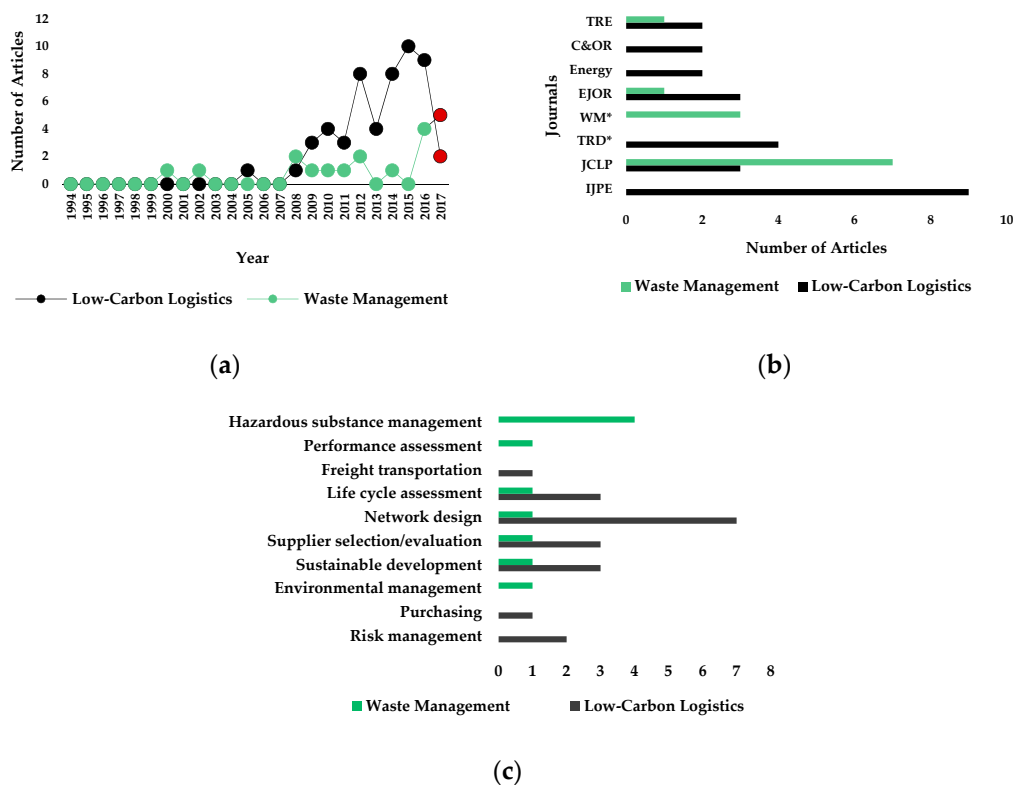 12
10
8
6
4
2
0
Number of Articles
1994
1995
1996
1997
1998
1999
2000
2001
2002
2003
2004
2005
2006
2007
2008
2009
2010
2011
2012
2013
2014
2015
2016
2017
Year
Low-Carbon Logistics Waste Management
(a)
Journals
TRE
C&OR
Energy
EJOR
WM*
TRD*
JCLP
IJPE
0 2 4 6 8 10
Number of Articles
Waste Management Low-Carbon Logistics
(b)
Hazardous substance management
Performance assessment
Freight transportation
Life cycle assessment
Network design
Supplier selection/evaluation
Sustainable development
Environmental management
Purchasing
Risk management
0 1 2 3 4 5 6 7 8
Waste Management Low-Carbon Logistics
(c)